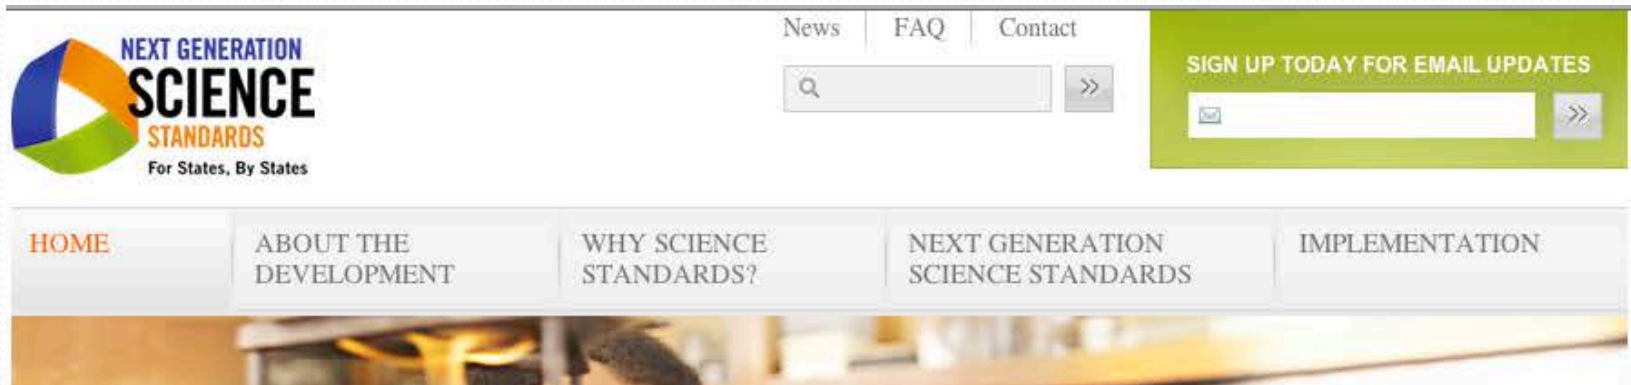 News FAQ Contact
NEXT GENERATION
SCIENCE
STANDARDS
For States, By States
SIGN UP TODAY FOR EMAIL UPDATES
>>
>>
HOME
ABOUT THE
DEVELOPMENT
WHY SCIENCE
STANDARDS?
NEXT GENERATION
SCIENCE STANDARDS
IMPLEMENTATION